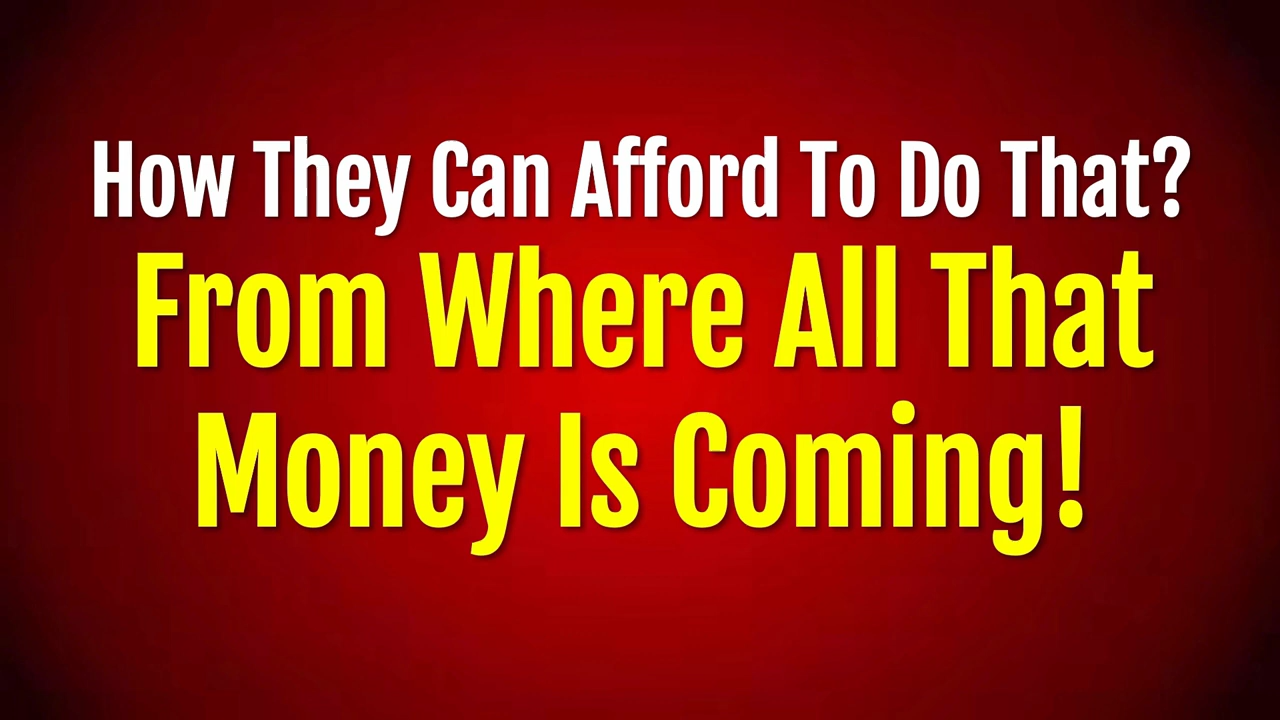 How They Can Afford To Do That?
From Where All That
Money Is Coming!